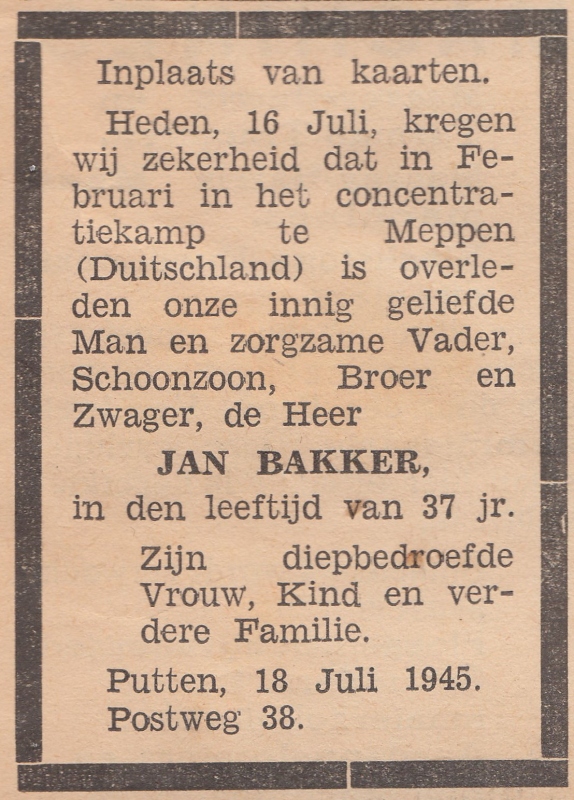 Inplaats van kaarten.
Heden, 16 Juli, kregen
wij zekerheid dat in Fe-
bruari in het concentra-
tiekamp te Meppen
(Duitschland) is overle-
den onze innig geliefde
Man en zorgzame Vader,
Schoonzoon, Broer en
Zwager, de Heer
JAN BAKKER,
in den leeftijd van 37 jr.
Zijn diepbedroefde
Vrouw, Kind en ver-
dere Familie.
Putten, 18 Juli 1945.
Postweg 38.